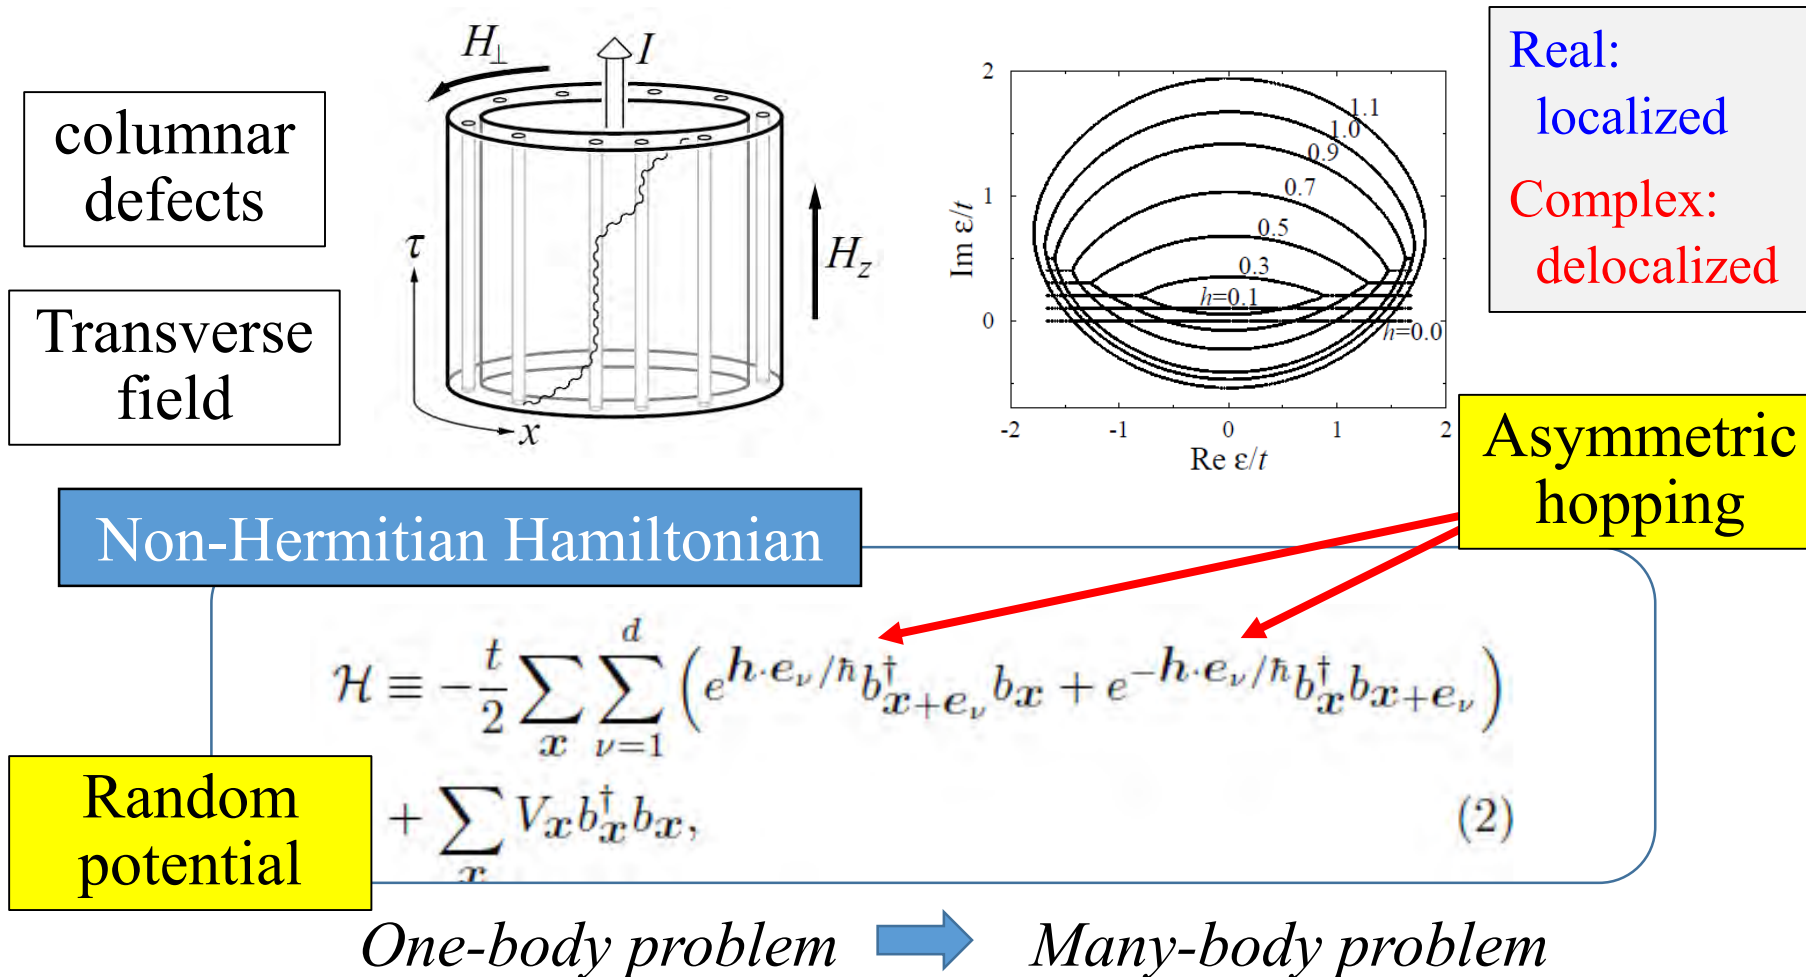 columnar
defects
Transverse
field
H⊥
I
τ
x
H_z
2
1
0
-2
-1
0
1
2
Im ε/t
Re ε/t
1.1
1.0
0.9
0.7
0.5
0.3
h=0.1
h=0.0
Real:
localized
Complex:
delocalized
Asymmetric
hopping
Non-Hermitian Hamiltonian
ℋ ≡ −t/2 ∑_x ∑_{ν=1}^{d} (e^{h·e_ν/ħ} b†_{x+e_ν} b_x + e^{−h·e_ν/ħ} b†_x b_{x+e_ν})
+ ∑_x V_x b†_x b_x, (2)
Random
potential
One-body problem
Many-body problem